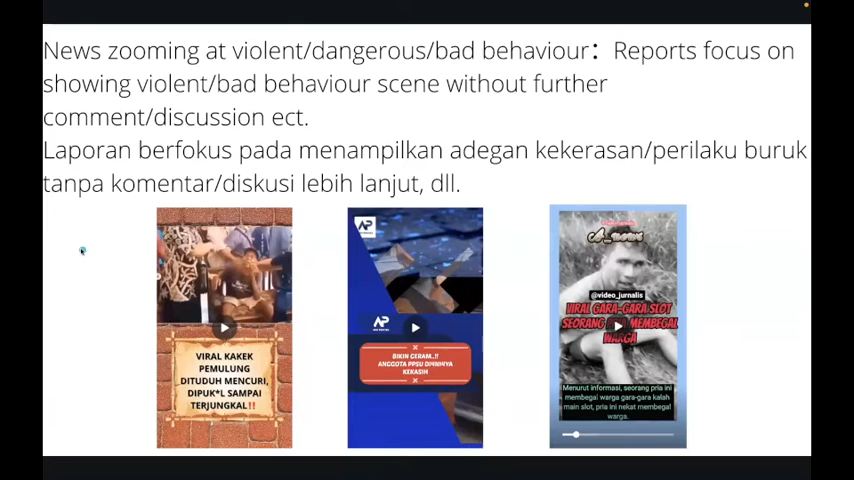 News zooming at violent/dangerous/bad behaviour：Reports focus on
showing violent/bad behaviour scene without further
comment/discussion ect.
Laporan berfokus pada menampilkan adegan kekerasan/perilaku buruk
tanpa komentar/diskusi lebih lanjut, dll.
VIRAL KAKEK
PEMULUNG
DITUDUH MENCURI,
DIPUK*L SAMPAI
TERJUNGKAL!!
AP
AP
BIKIN GERAM..!!
ANGGOTA PPSU
KEKASIH
@video_jurnalis
VIRAL GARA-GARA SLOT
SEORANG MEMBEGAL
WARGA
Menurut informasi, seorang pria ini
membegal warga gara-gara kalah
main slot, pria ini nekat membegal
warga.